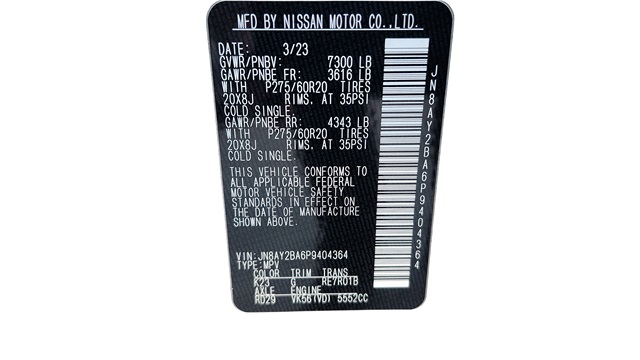 MFD BY NISSAN MOTOR CO.,LTD.
DATE: 3/23
GVWR/PNBV: 7300 LB
GAWR/PNBE FR: 3616 LB
WITH P275/60R20 TIRES
20X8J RIMS. AT 35PSI
COLD SINGLE.
GAWR/PNBE RR: 4343 LB
WITH P275/60R20 TIRES
20X8J RIMS. AT 35PSI
COLD SINGLE.
THIS VEHICLE CONFORMS TO
ALL APPLICABLE FEDERAL
MOTOR VEHICLE SAFETY
STANDARDS IN EFFECT ON
THE DATE OF MANUFACTURE
SHOWN ABOVE.
VIN:JN8AY2BA6P9404364
TYPE:MPV
COLOR TRIM TRANS
K23 G RE7R01B
AXLE ENGINE
RD29 VK56(VD) 5552CC
JN8AY2BA6P9404364